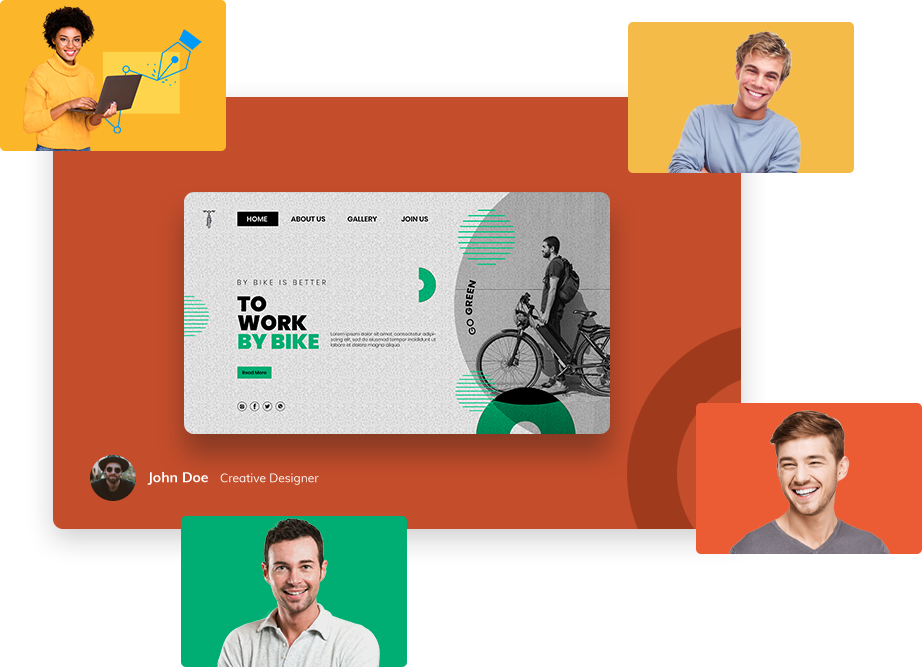 HOME ABOUT US GALLERY JOIN US
BY BIKE IS BETTER
TO
WORK
BY BIKE
Lorem ipsum dolor sit amet, consectetur adipi-
scing elit, sed do eiusmod tempor incididunt ut
labore et dolore magna aliqua.
Read More
GO GREEN
John Doe Creative Designer